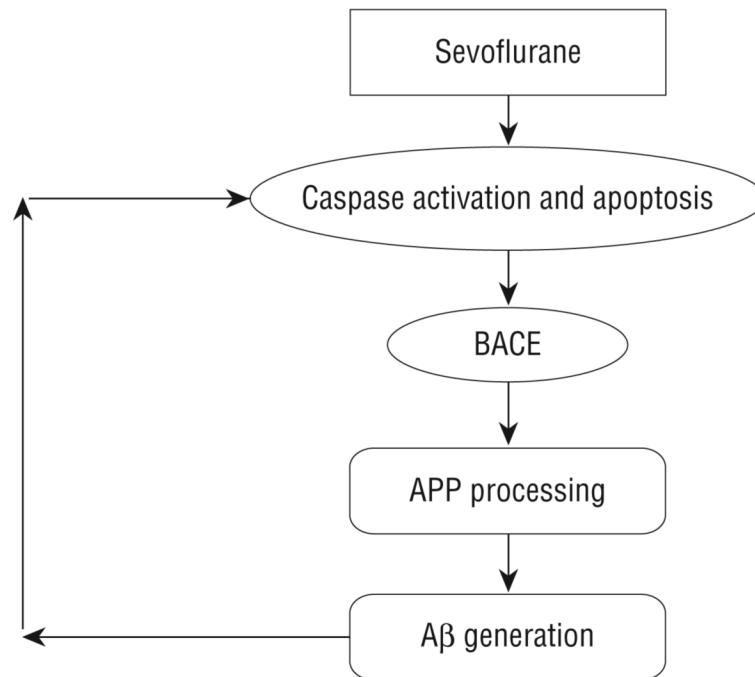 Sevoflurane
Caspase activation and apoptosis
BACE
APP processing
Aβ generation